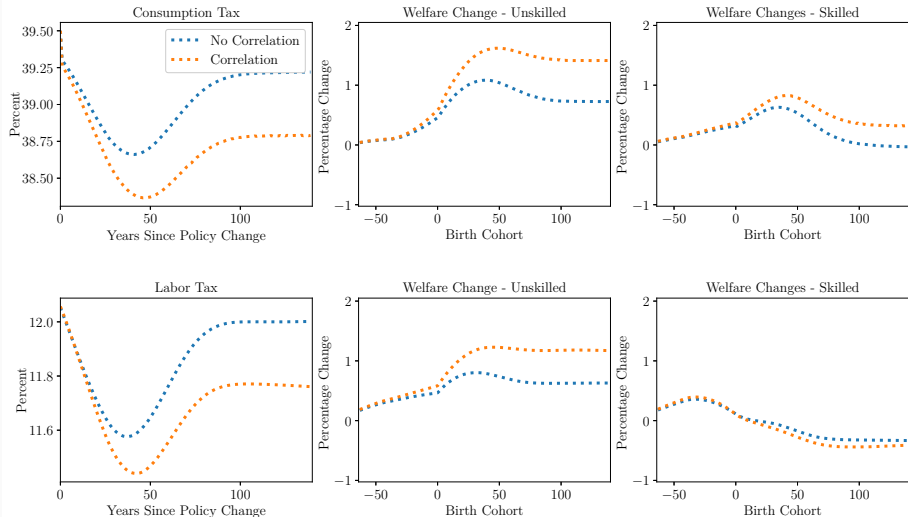 Consumption Tax
Welfare Change - Unskilled
Welfare Changes - Skilled
39.50
39.25
39.00
38.75
38.50
Percent
No Correlation
Correlation
0
50
100
Years Since Policy Change
2
1
0
−1
Percentage Change
−50
0
50
100
Birth Cohort
2
1
0
−1
Percentage Change
−50
0
50
100
Birth Cohort
Labor Tax
Welfare Change - Unskilled
Welfare Changes - Skilled
12.0
11.8
11.6
Percent
0
50
100
Years Since Policy Change
2
1
0
−1
Percentage Change
−50
0
50
100
Birth Cohort
2
1
0
−1
Percentage Change
−50
0
50
100
Birth Cohort